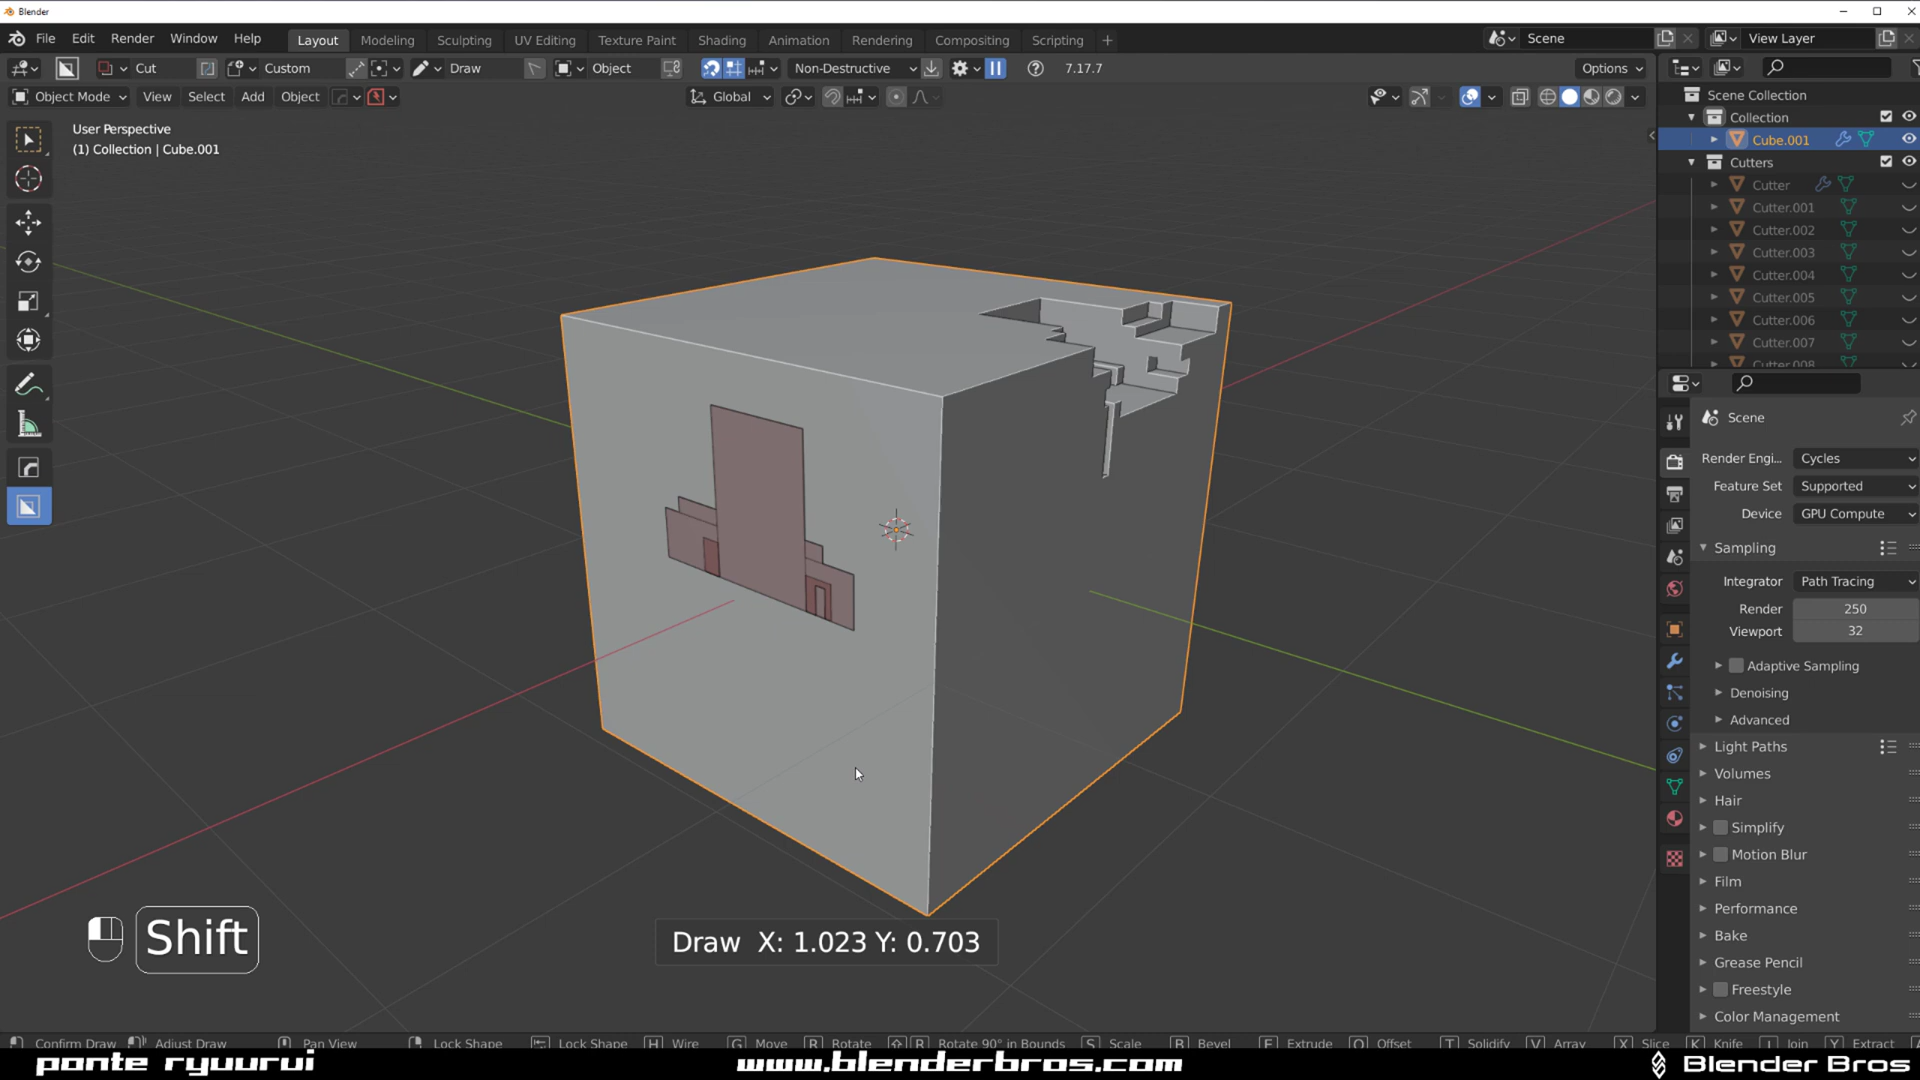 Blender
File Edit Render Window Help Layout Modeling Sculpting UV Editing Texture Paint Shading Animation Rendering Compositing Scripting + Scene View Layer
Cut Custom Draw Object Non-Destructive 7.17.7 Options
Object Mode View Select Add Object Global
User Perspective
(1) Collection | Cube.001
Scene Collection
Collection
Cube.001
Cutters
Cutter
Cutter.001
Cutter.002
Cutter.003
Cutter.004
Cutter.005
Cutter.006
Cutter.007
Cutter.008
Scene
Render Engi... Cycles
Feature Set Supported
Device GPU Compute
Sampling
Integrator Path Tracing
Render 250
Viewport 32
Adaptive Sampling
Denoising
Advanced
Light Paths
Volumes
Hair
Simplify
Motion Blur
Film
Performance
Bake
Grease Pencil
Freestyle
Color Management
Shift
Draw X: 1.023 Y: 0.703
Confirm Draw Adjust Draw Pan View Lock Shape Lock Shape H Wire G Move R Rotate R Rotate 90° in Bounds S Scale B Bevel E Extrude O Offset T Solidify V Array X Slice K Knife J Join Y Extract
ponte ryuurui
www.blenderbros.com
Blender Bros